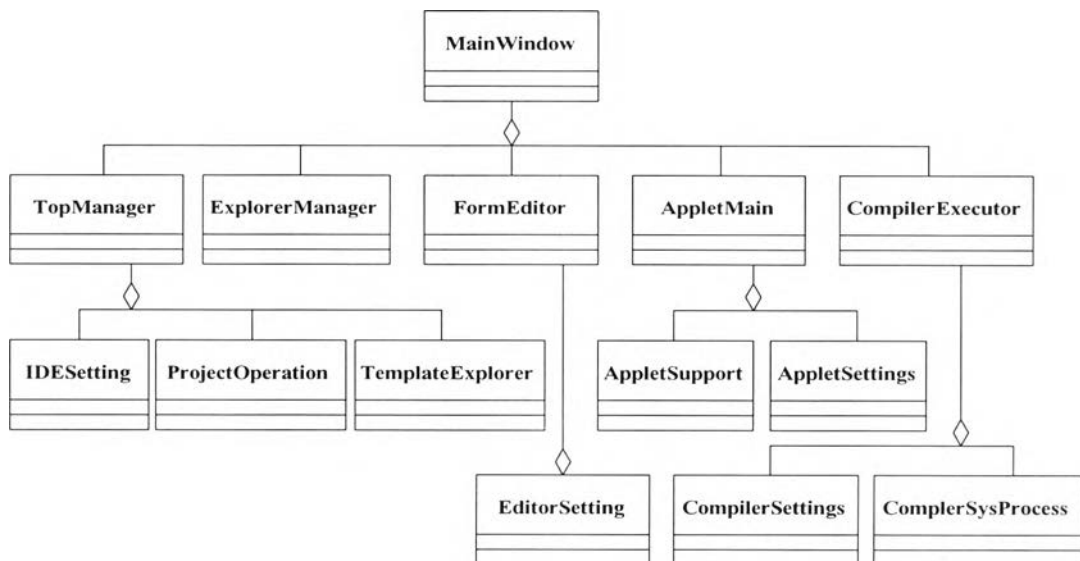 MainWindow
TopManager
ExplorerManager
FormEditor
AppletMain
CompilerExecutor
IDESetting
ProjectOperation
TemplateExplorer
AppletSupport
AppletSettings
EditorSetting
CompilerSettings
ComplerSysProcess